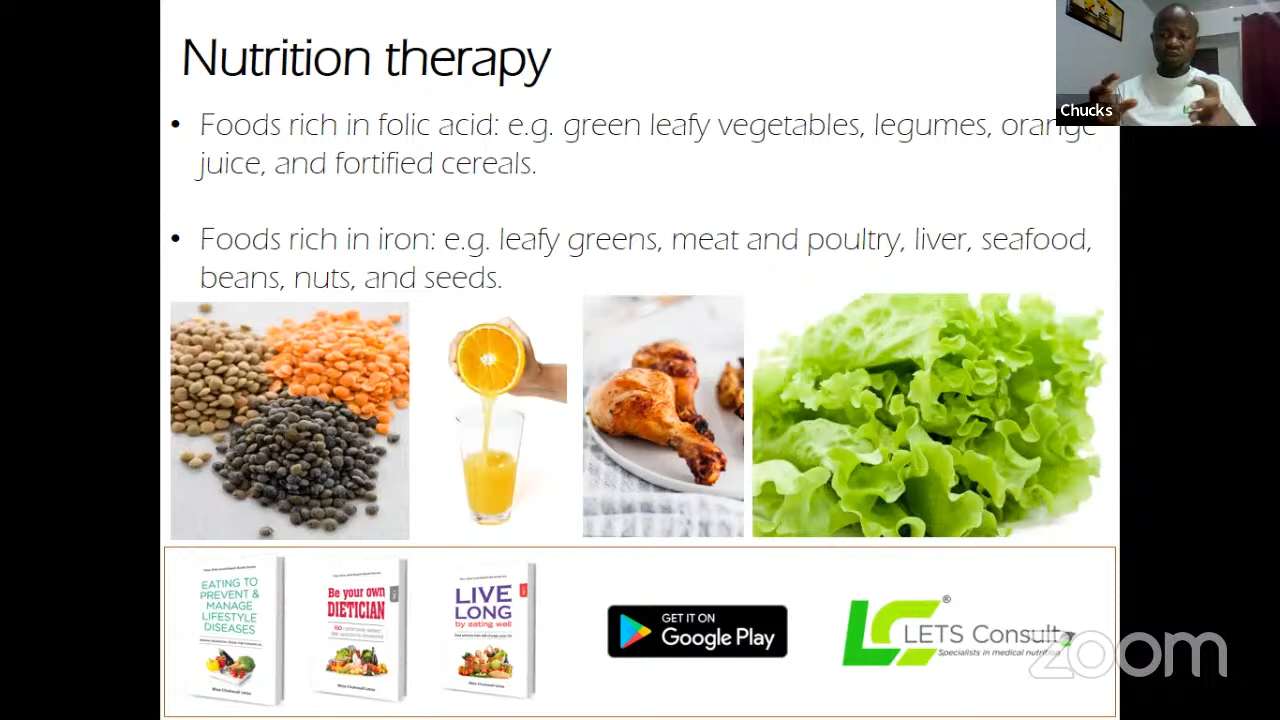 Nutrition therapy
Chucks
• Foods rich in folic acid: e.g. green leafy vegetables, legumes, orange
juice, and fortified cereals.
• Foods rich in iron: e.g. leafy greens, meat and poultry, liver, seafood,
beans, nuts, and seeds.
EATING TO
PREVENT &
MANAGE
LIFESTYLE
DISEASES
Be your own
DIETICIAN
LIVE
LONG
by eating well
GET IT ON
Google Play
LETS Consult
®
Specialists in medical nutrition
zoom